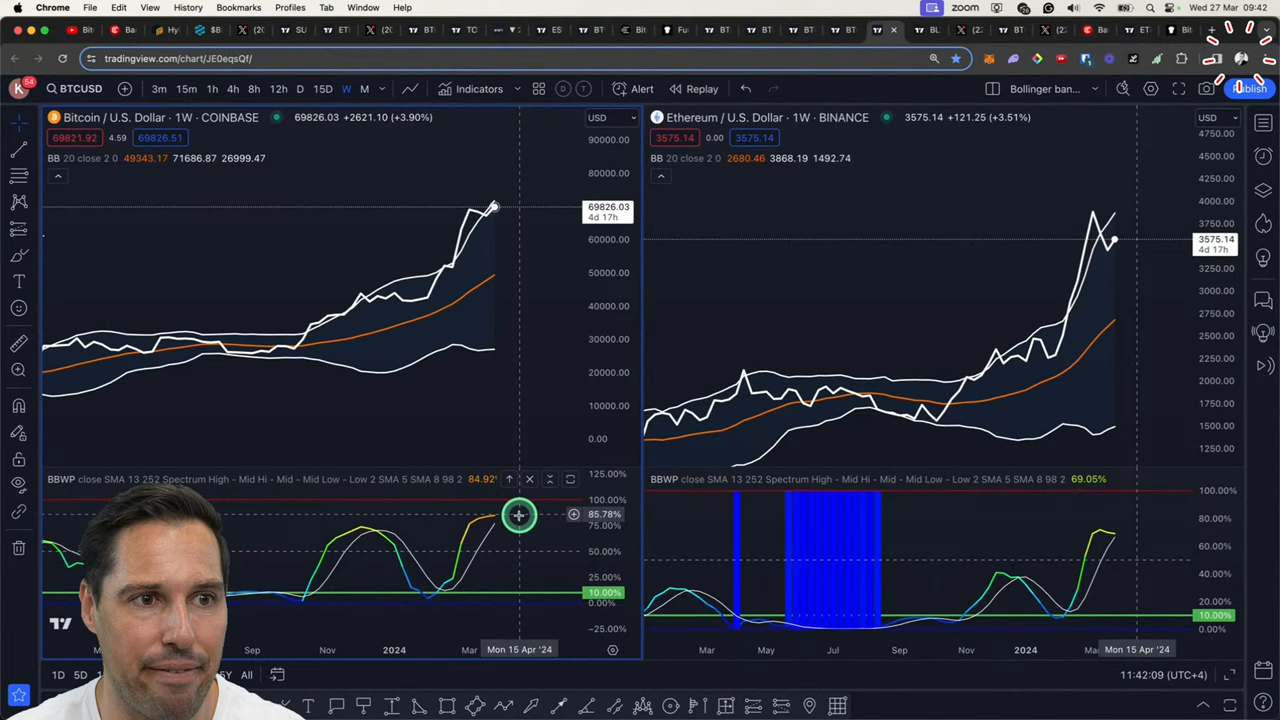 Chrome File Edit View History Bookmarks Profiles Tab Window Help zoom Wed 27 Mar 09:42
tradingview.com/chart/JE0eqsQf/
K 54 BTCUSD 3m 15m 1h 4h 8h 12h D 15D W M Indicators Alert Replay Bollinger ban... Publish
Bitcoin / U.S. Dollar · 1W · COINBASE 69826.03 +2621.10 (+3.90%) USD
69821.92 4.59 69826.51
BB 20 close 2 0 49343.17 71686.87 26999.47
90000.00
80000.00
69826.03
4d 17h
60000.00
50000.00
40000.00
30000.00
20000.00
10000.00
0.00
125.00%
BBWP close SMA 13 252 Spectrum High - Mid Hi - Mid - Mid Low - Low 2 SMA 5 SMA 8 98 2 84.92
100.00%
85.78%
75.00%
50.00%
25.00%
10.00%
0.00%
−25.00%
Sep Nov 2024 Mar Mon 15 Apr '24
Ethereum / U.S. Dollar · 1W · BINANCE 3575.14 +121.25 (+3.51%) USD
3575.14 0.00 3575.14
BB 20 close 2 0 2680.46 3868.19 1492.74
4750.00
4500.00
4250.00
4000.00
3750.00
3575.14
4d 17h
3250.00
3000.00
2750.00
2500.00
2250.00
2000.00
1750.00
1500.00
1250.00
BBWP close SMA 13 252 Spectrum High - Mid Hi - Mid - Mid Low - Low 2 SMA 5 SMA 8 98 2 69.05%
100.00%
80.00%
60.00%
40.00%
20.00%
10.00%
0.00%
Mar May Jul Sep Nov 2024 Mon 15 Apr '24
1D 5D All 11:42:09 (UTC+4)